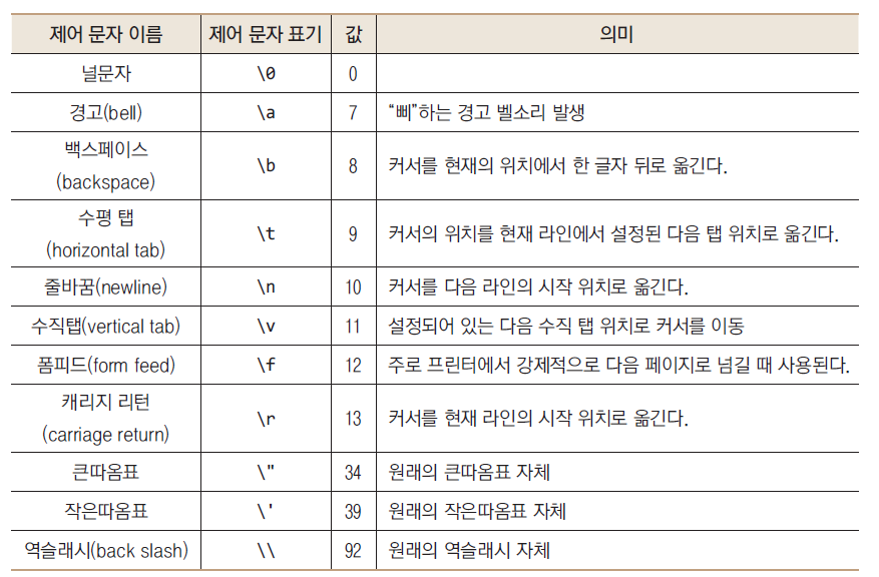 제어 문자 이름 제어 문자 표기 값 의미
널문자 \0 0
경고(bell) \a 7 “삐”하는 경고 벨소리 발생
백스페이스
(backspace) \b 8 커서를 현재의 위치에서 한 글자 뒤로 옮긴다.
수평 탭
(horizontal tab) \t 9 커서의 위치를 현재 라인에서 설정된 다음 탭 위치로 옮긴다.
줄바꿈(newline) \n 10 커서를 다음 라인의 시작 위치로 옮긴다.
수직탭(vertical tab) \v 11 설정되어 있는 다음 수직 탭 위치로 커서를 이동
폼피드(form feed) \f 12 주로 프린터에서 강제적으로 다음 페이지로 넘길 때 사용된다.
캐리지 리턴
(carriage return) \r 13 커서를 현재 라인의 시작 위치로 옮긴다.
큰따옴표 \" 34 원래의 큰따옴표 자체
작은따옴표 \' 39 원래의 작은따옴표 자체
역슬래시(back slash) \\ 92 원래의 역슬래시 자체